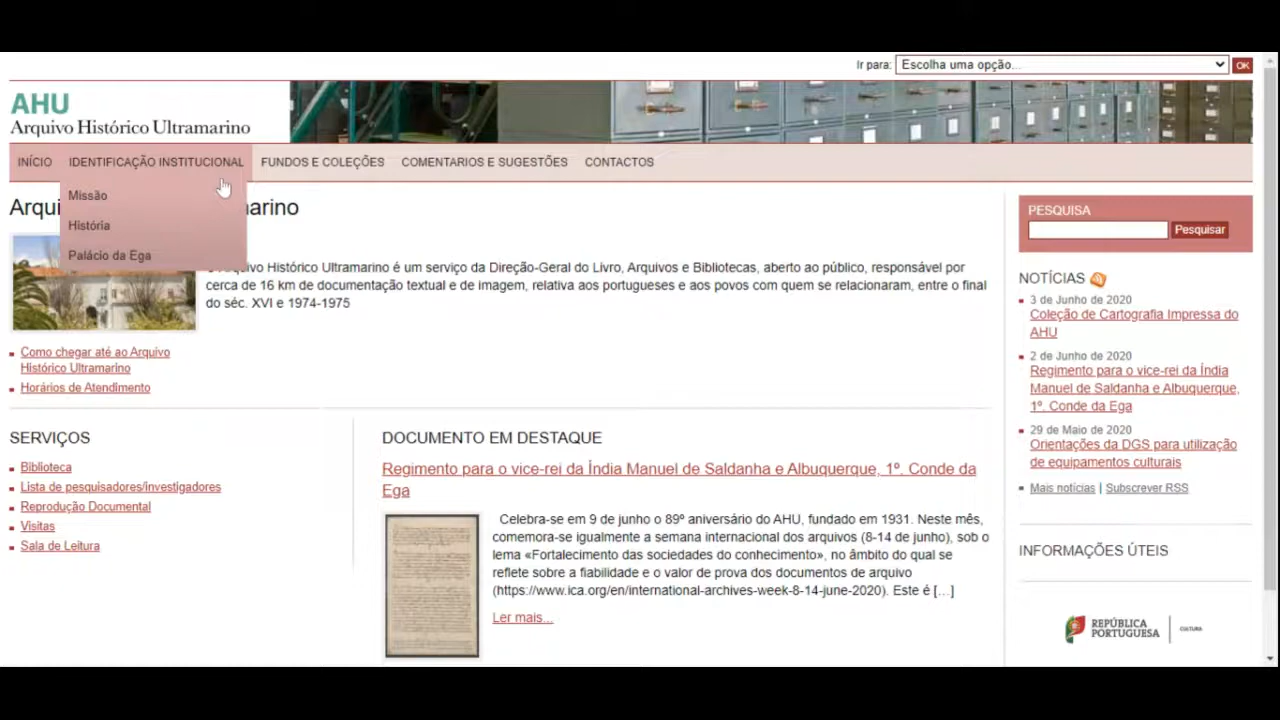 Ir para: Escolha uma opção... OK
AHU
Arquivo Histórico Ultramarino
INÍCIO IDENTIFICAÇÃO INSTITUCIONAL FUNDOS E COLEÇÕES COMENTARIOS E SUGESTÕES CONTACTOS
Missão
História
Palácio da Ega
Arqui marino
Arquivo Histórico Ultramarino é um serviço da Direção-Geral do Livro, Arquivos e Bibliotecas, aberto ao público, responsável por
cerca de 16 km de documentação textual e de imagem, relativa aos portugueses e aos povos com quem se relacionaram, entre o final
do séc. XVI e 1974-1975
Como chegar até ao Arquivo
Histórico Ultramarino
Horários de Atendimento
SERVIÇOS
Biblioteca
Lista de pesquisadores/investigadores
Reprodução Documental
Visitas
Sala de Leitura
DOCUMENTO EM DESTAQUE
Regimento para o vice-rei da Índia Manuel de Saldanha e Albuquerque, 1º. Conde da
Ega
Celebra-se em 9 de junho o 89º aniversário do AHU, fundado em 1931. Neste mês,
comemora-se igualmente a semana internacional dos arquivos (8-14 de junho), sob o
lema «Fortalecimento das sociedades do conhecimento», no âmbito do qual se
reflete sobre a fiabilidade e o valor de prova dos documentos de arquivo
(https://www.ica.org/en/international-archives-week-8-14-june-2020). Este é […]
Ler mais...
PESQUISA
Pesquisar
NOTÍCIAS
3 de Junho de 2020
Coleção de Cartografia Impressa do
AHU
2 de Junho de 2020
Regimento para o vice-rei da Índia
Manuel de Saldanha e Albuquerque,
1º. Conde da Ega
29 de Maio de 2020
Orientações da DGS para utilização
de equipamentos culturais
Mais notícias | Subscrever RSS
INFORMAÇÕES ÚTEIS
REPÚBLICA
PORTUGUESA
CULTURA